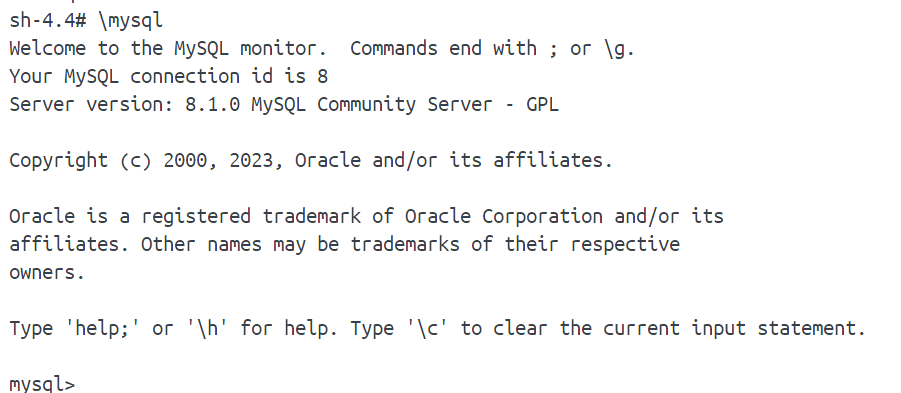 sh-4.4# \mysql
Welcome to the MySQL monitor.  Commands end with ; or \g.
Your MySQL connection id is 8
Server version: 8.1.0 MySQL Community Server - GPL

Copyright (c) 2000, 2023, Oracle and/or its affiliates.

Oracle is a registered trademark of Oracle Corporation and/or its
affiliates. Other names may be trademarks of their respective
owners.

Type 'help;' or '\h' for help. Type '\c' to clear the current input statement.

mysql>